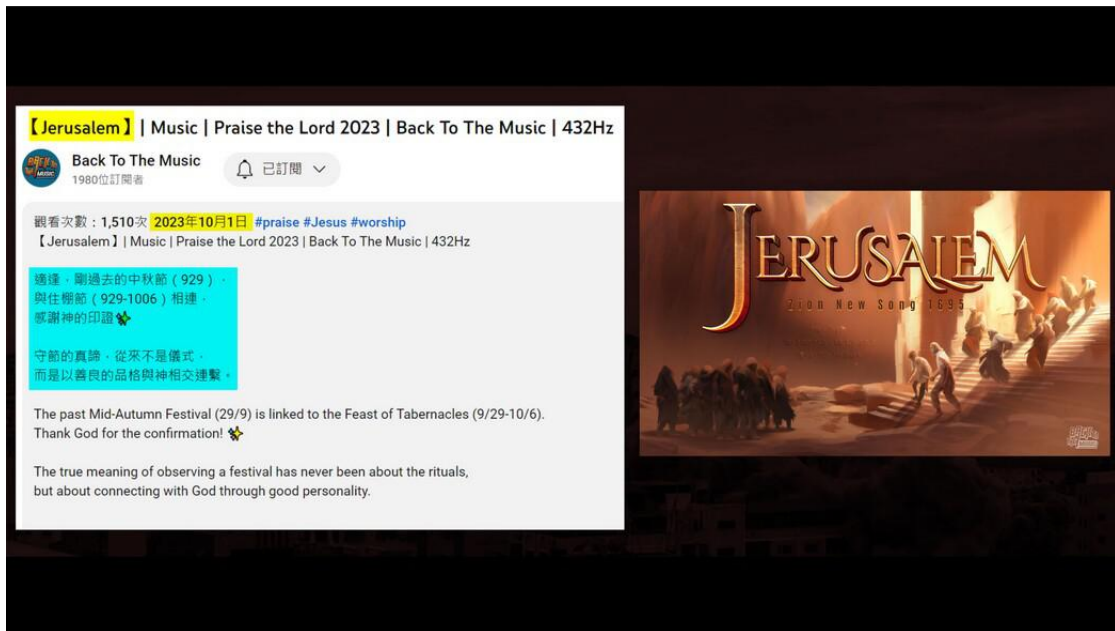 【Jerusalem】 | Music | Praise the Lord 2023 | Back To The Music | 432Hz
Back To The Music
1980位訂閱者
已訂閱
觀看次數：1,510次 2023年10月1日 #praise #Jesus #worship
【Jerusalem】| Music | Praise the Lord 2023 | Back To The Music | 432Hz
適逢，剛過去的中秋節（929），
與住棚節（929-1006）相連，
感謝神的印證
守節的真諦，從來不是儀式，
而是以善良的品格與神相交連繫。
The past Mid-Autumn Festival (29/9) is linked to the Feast of Tabernacles (9/29-10/6).
Thank God for the confirmation!
The true meaning of observing a festival has never been about the rituals,
but about connecting with God through good personality.
JERUSALEM
Zion New Song 1695